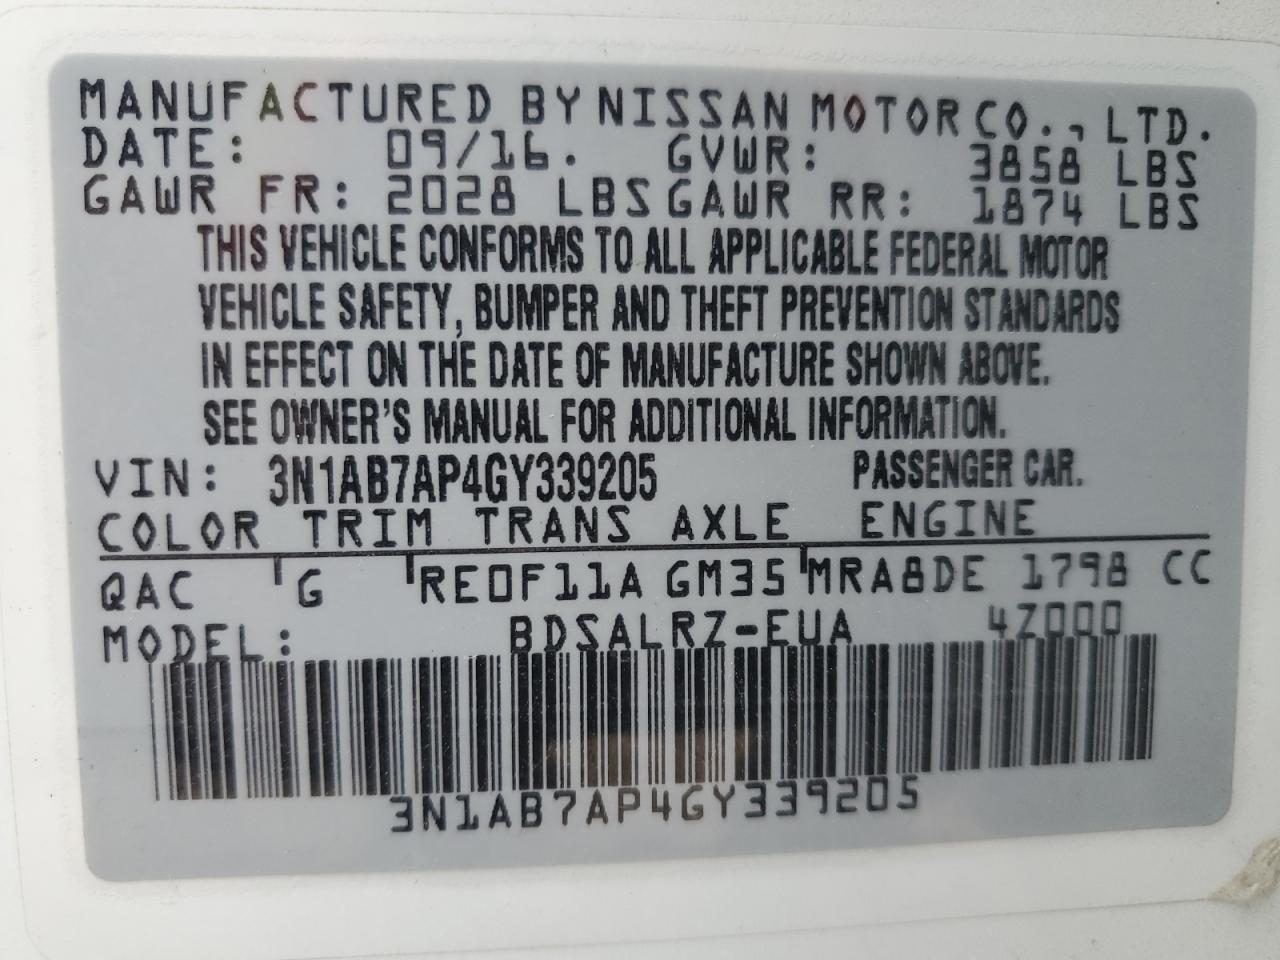 MANUFACTURED BY NISSAN MOTOR CO., LTD.
DATE: 09/16. GVWR: 3858 LBS
GAWR FR: 2028 LBS GAWR RR: 1874 LBS
THIS VEHICLE CONFORMS TO ALL APPLICABLE FEDERAL MOTOR
VEHICLE SAFETY, BUMPER AND THEFT PREVENTION STANDARDS
IN EFFECT ON THE DATE OF MANUFACTURE SHOWN ABOVE.
SEE OWNER'S MANUAL FOR ADDITIONAL INFORMATION.
VIN: 3N1AB7AP4GY339205 PASSENGER CAR.
COLOR TRIM TRANS AXLE ENGINE
QAC G RE0F11A GM35 MRA8DE 1798 CC
MODEL: BDSALRZ-EUA 4Z000
3N1AB7AP4GY339205